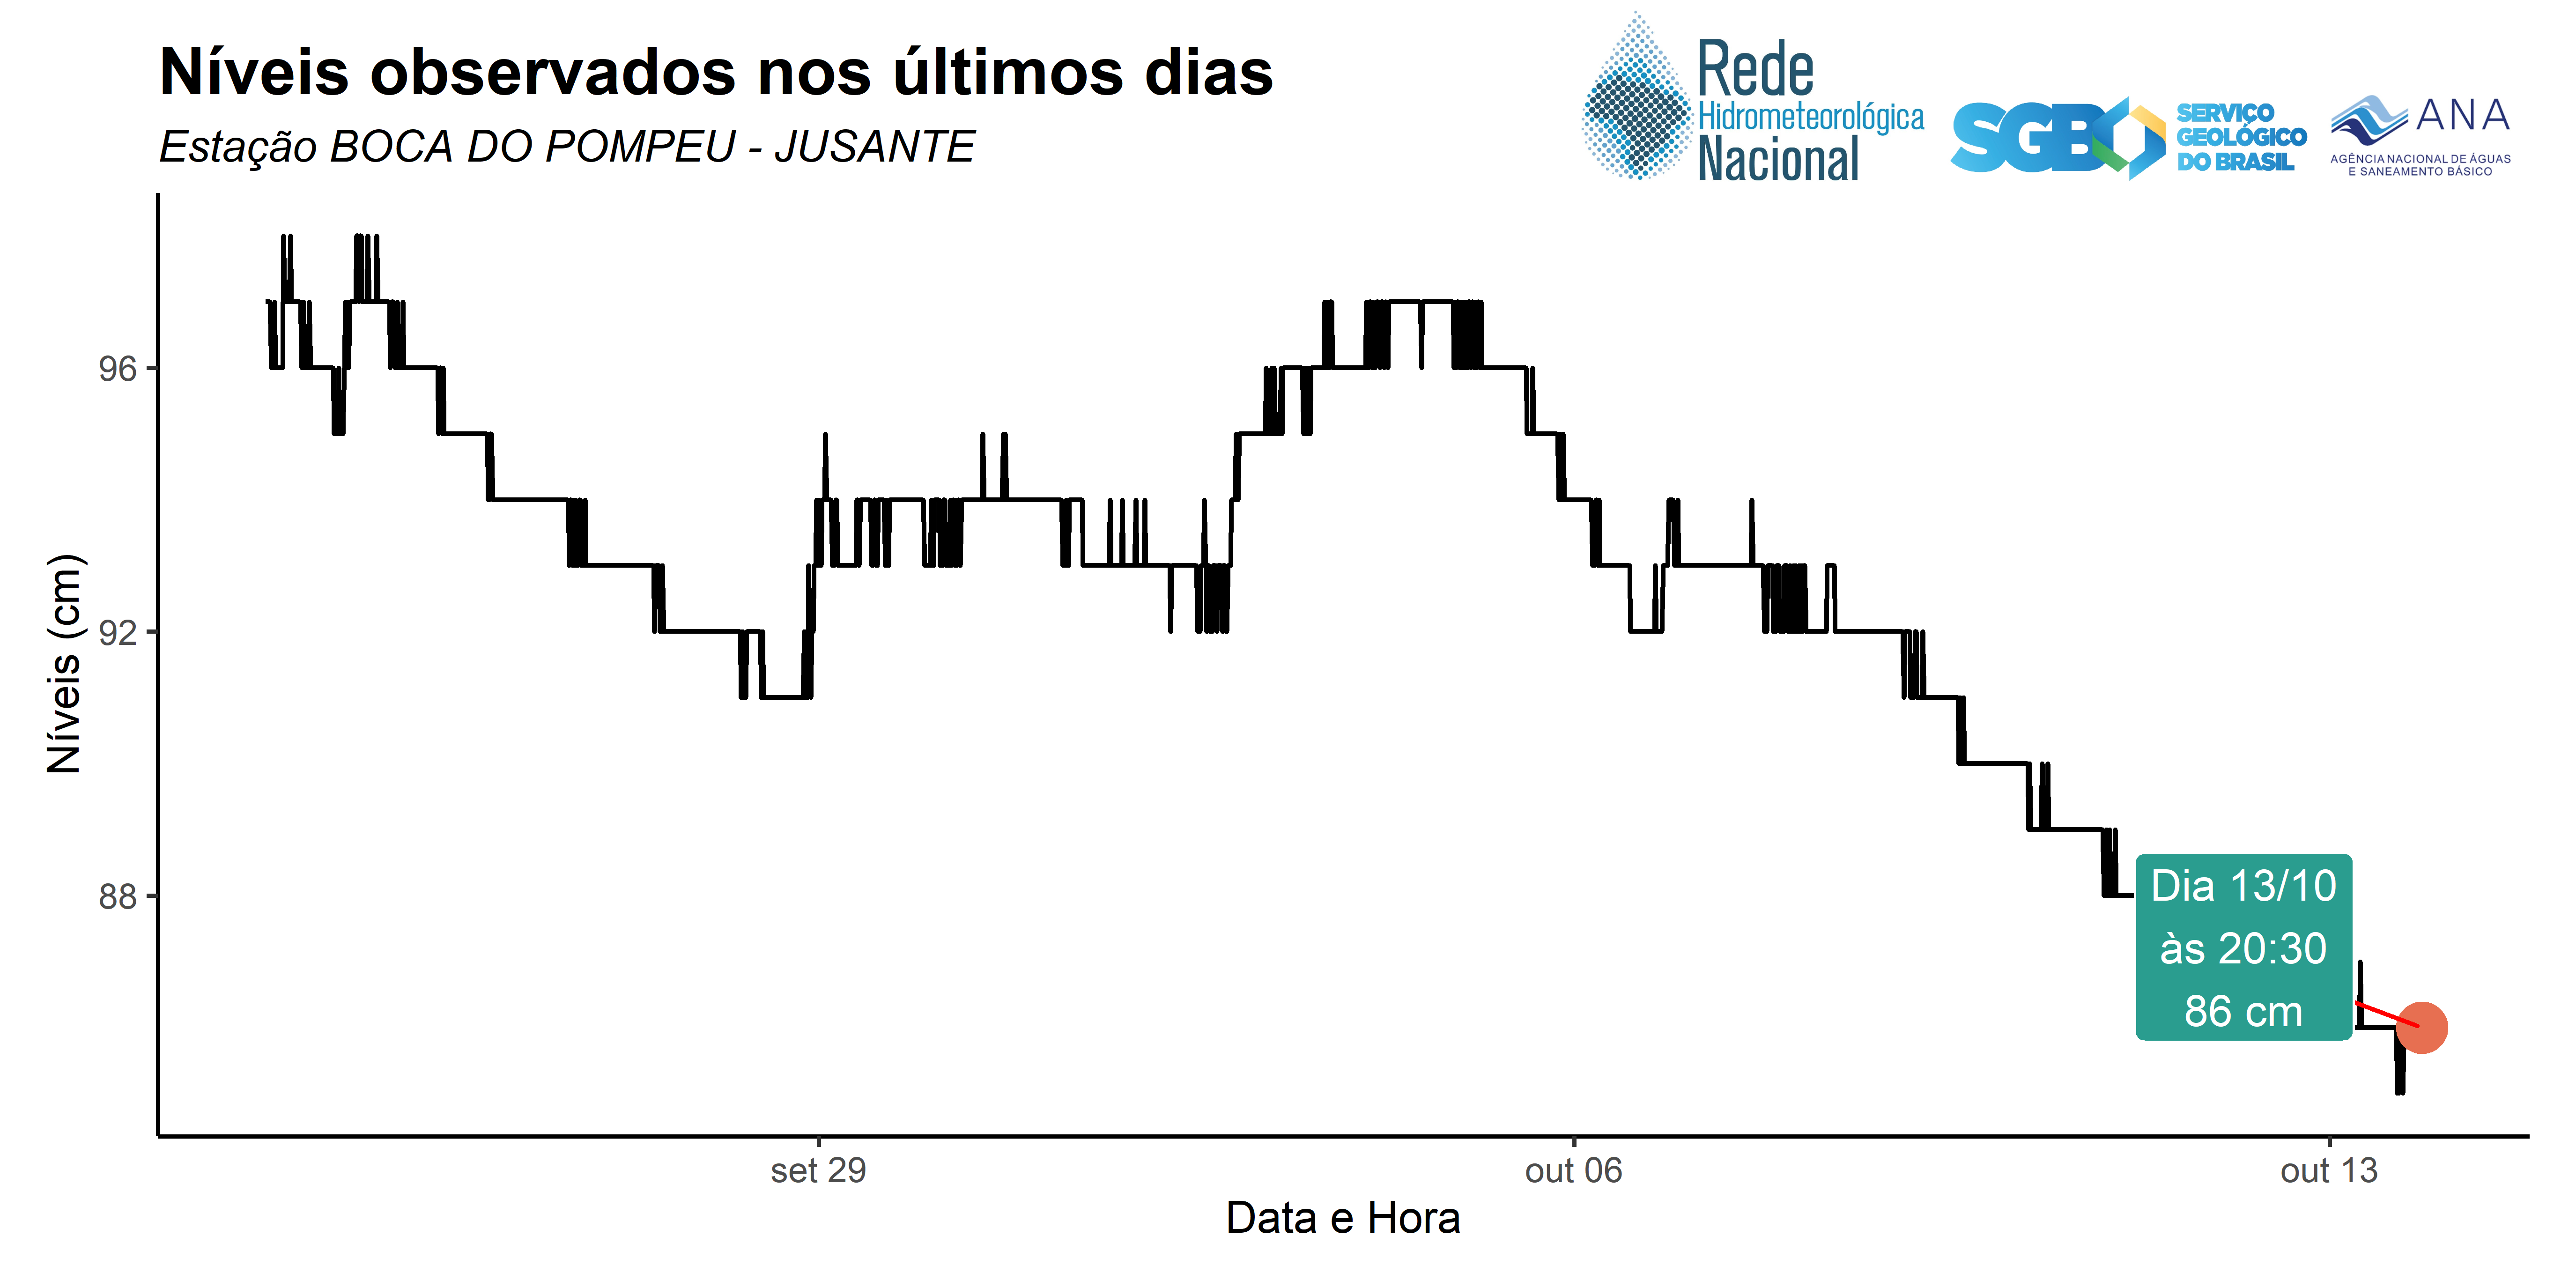 Níveis observados nos últimos dias
Estação BOCA DO POMPEU - JUSANTE
Rede
Hidrometeorológica
Nacional
SGB
SERVIÇO
GEOLÓGICO
DO BRASIL
ANA
AGÊNCIA NACIONAL DE ÁGUAS
E SANEAMENTO BÁSICO
Níveis (cm)
96
92
88
Dia 13/10
às 20:30
86 cm
set 29
out 06
out 13
Data e Hora